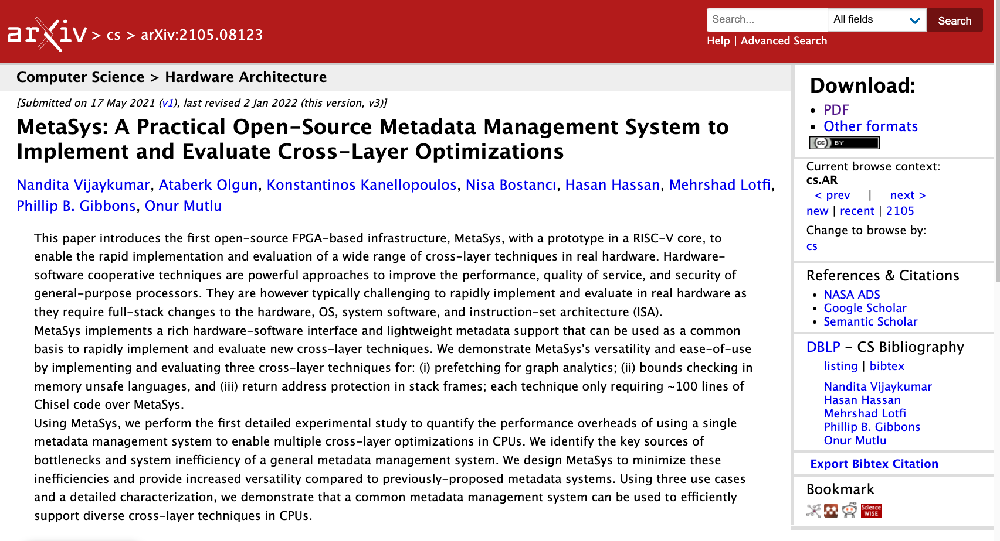 arXiv > cs > arXiv:2105.08123
Search...
All fields
Search
Help | Advanced Search
Computer Science > Hardware Architecture
[Submitted on 17 May 2021 (v1), last revised 2 Jan 2022 (this version, v3)]
MetaSys: A Practical Open-Source Metadata Management System to
Implement and Evaluate Cross-Layer Optimizations
Nandita Vijaykumar, Ataberk Olgun, Konstantinos Kanellopoulos, Nisa Bostancı, Hasan Hassan, Mehrshad Lotfi,
Phillip B. Gibbons, Onur Mutlu
This paper introduces the first open-source FPGA-based infrastructure, MetaSys, with a prototype in a RISC-V core, to
enable the rapid implementation and evaluation of a wide range of cross-layer techniques in real hardware. Hardware-
software cooperative techniques are powerful approaches to improve the performance, quality of service, and security of
general-purpose processors. They are however typically challenging to rapidly implement and evaluate in real hardware as
they require full-stack changes to the hardware, OS, system software, and instruction-set architecture (ISA).
MetaSys implements a rich hardware-software interface and lightweight metadata support that can be used as a common
basis to rapidly implement and evaluate new cross-layer techniques. We demonstrate MetaSys's versatility and ease-of-use
by implementing and evaluating three cross-layer techniques for: (i) prefetching for graph analytics; (ii) bounds checking in
memory unsafe languages, and (iii) return address protection in stack frames; each technique only requiring ~100 lines of
Chisel code over MetaSys.
Using MetaSys, we perform the first detailed experimental study to quantify the performance overheads of using a single
metadata management system to enable multiple cross-layer optimizations in CPUs. We identify the key sources of
bottlenecks and system inefficiency of a general metadata management system. We design MetaSys to minimize these
inefficiencies and provide increased versatility compared to previously-proposed metadata systems. Using three use cases
and a detailed characterization, we demonstrate that a common metadata management system can be used to efficiently
support diverse cross-layer techniques in CPUs.
Download:
PDF
Other formats
(cc) BY
Current browse context:
cs.AR
< prev | next >
new | recent | 2105
Change to browse by:
cs
References & Citations
NASA ADS
Google Scholar
Semantic Scholar
DBLP - CS Bibliography
listing | bibtex
Nandita Vijaykumar
Hasan Hassan
Mehrshad Lotfi
Phillip B. Gibbons
Onur Mutlu
Export Bibtex Citation
Bookmark
Science
WISE